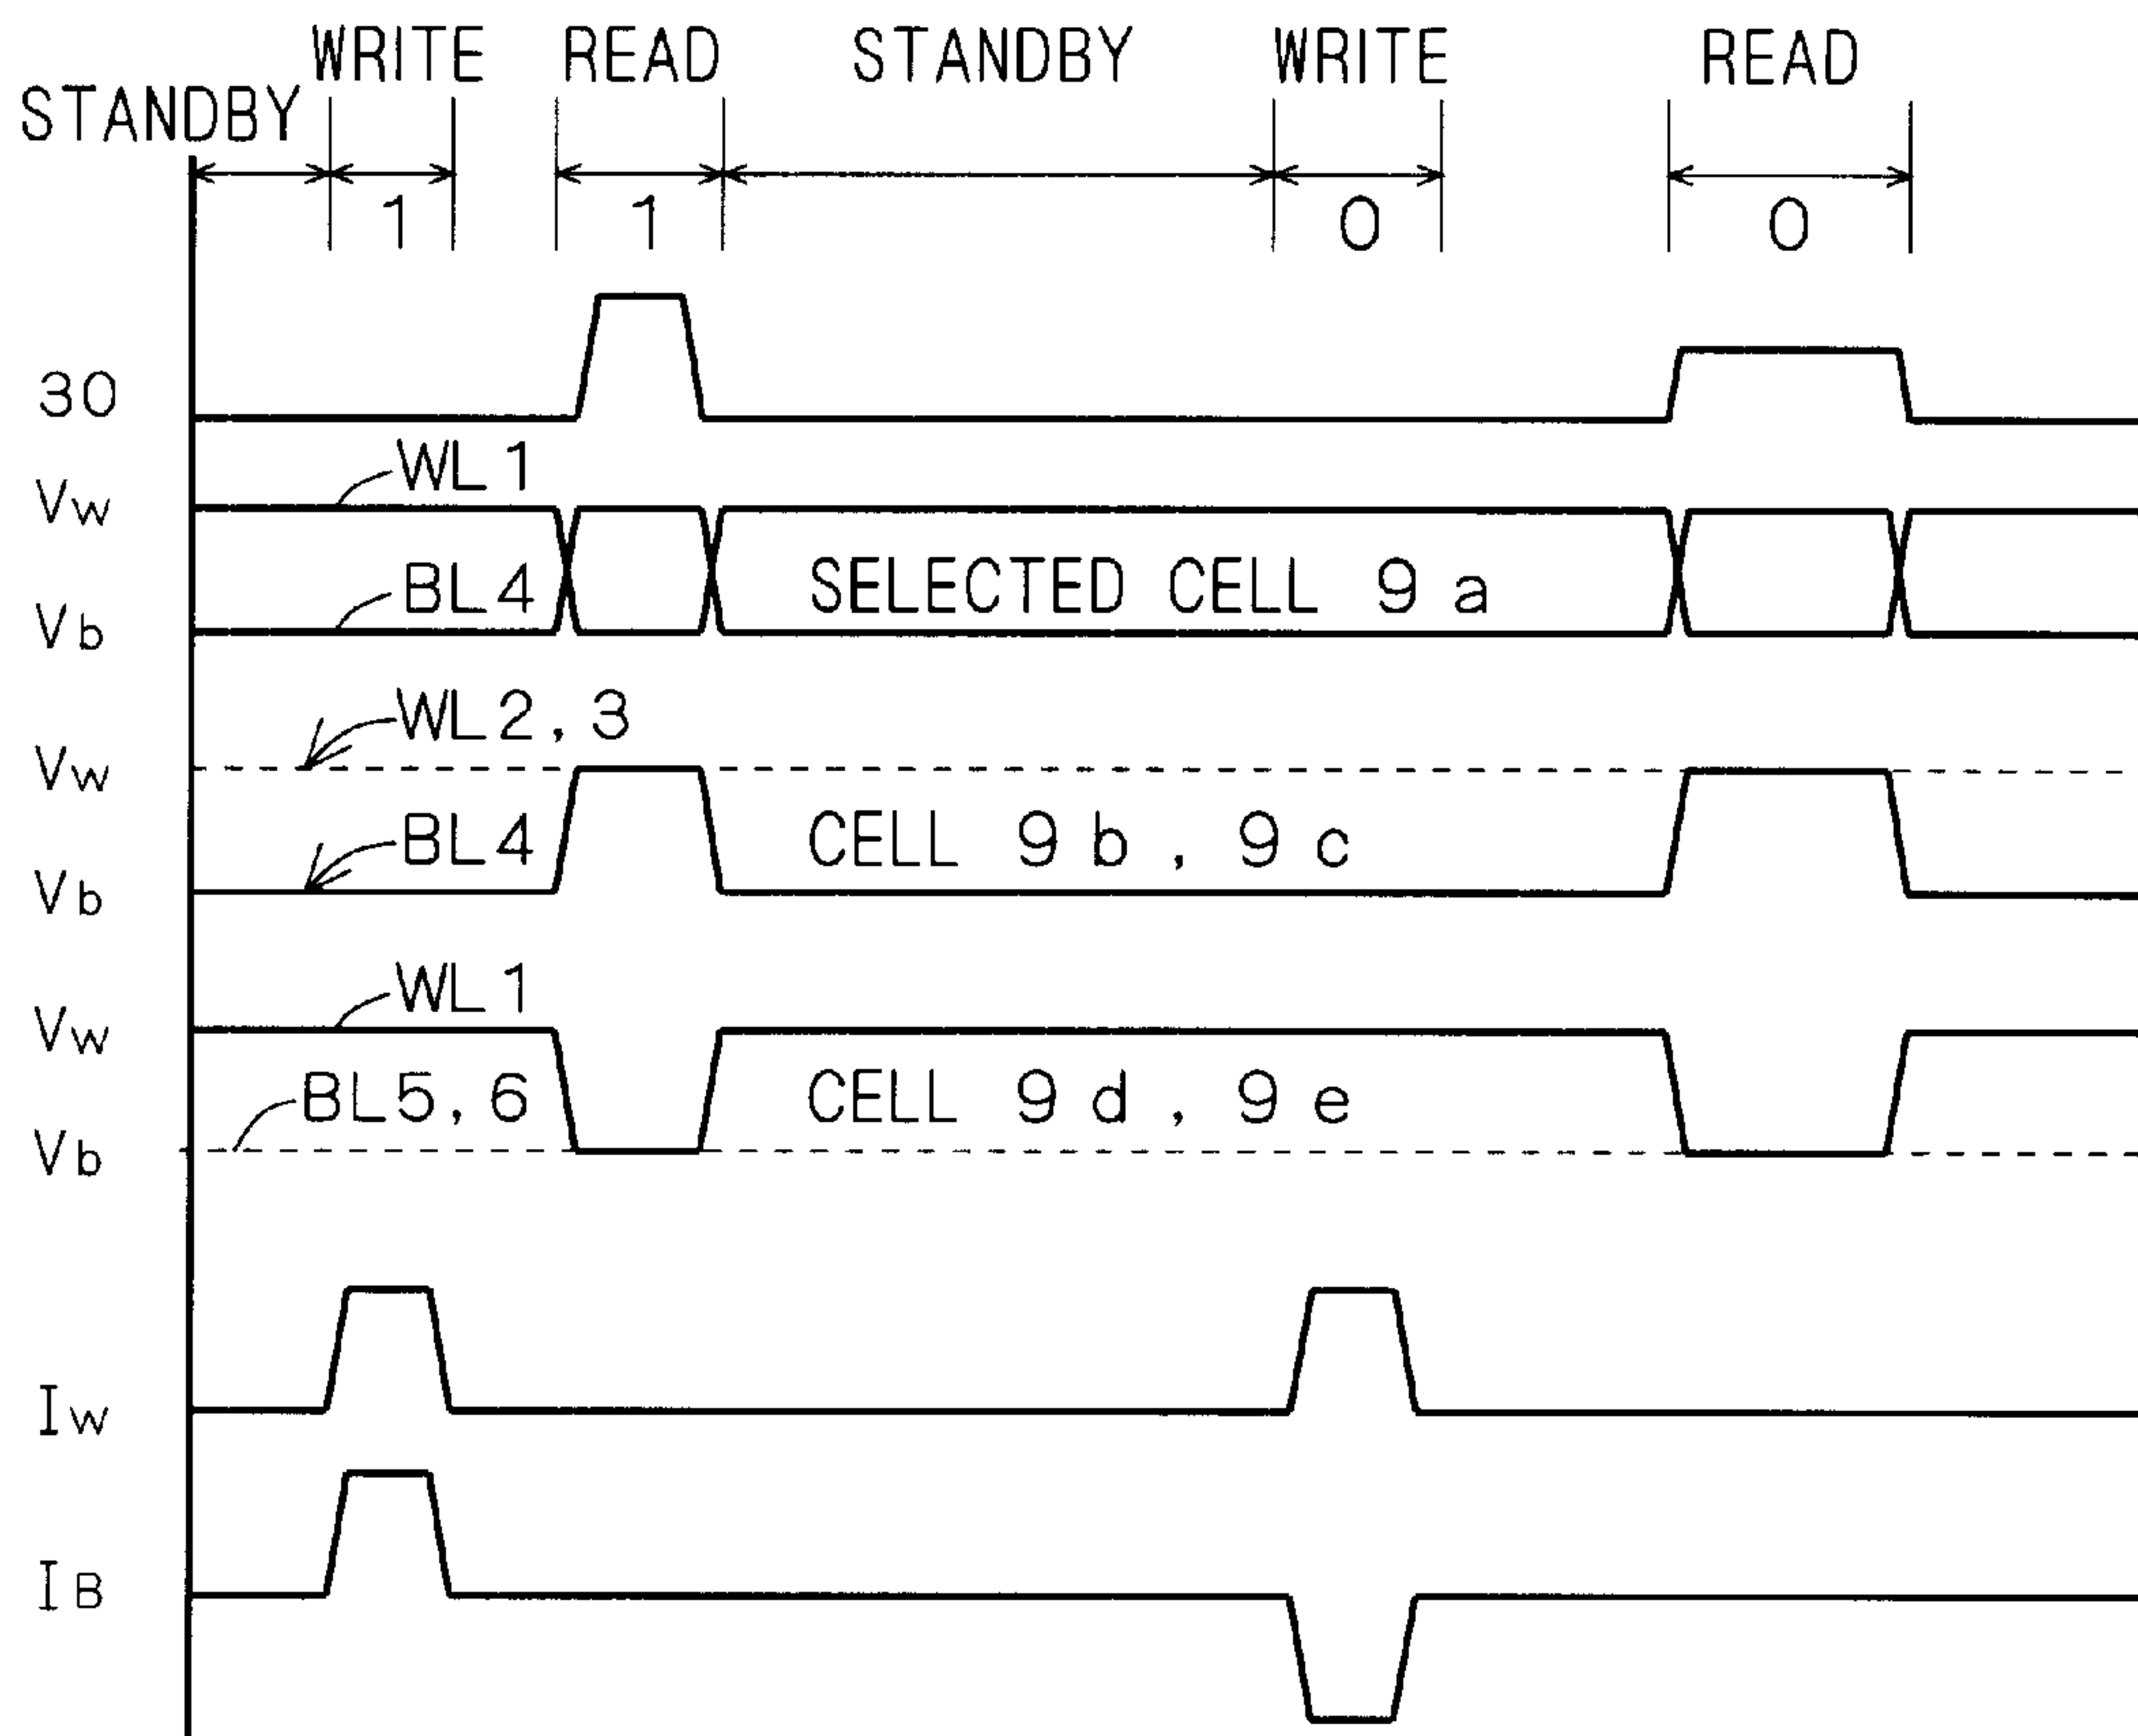 WRITE READ STANDBY WRITE READ
STANDBY
1 1 0 0
30
WL1
Vw
BL4 SELECTED CELL 9a
Vb
WL2,3
Vw
BL4 CELL 9b, 9c
Vb
WL1
Vw
BL5,6 CELL 9d, 9e
Vb
Iw
IB